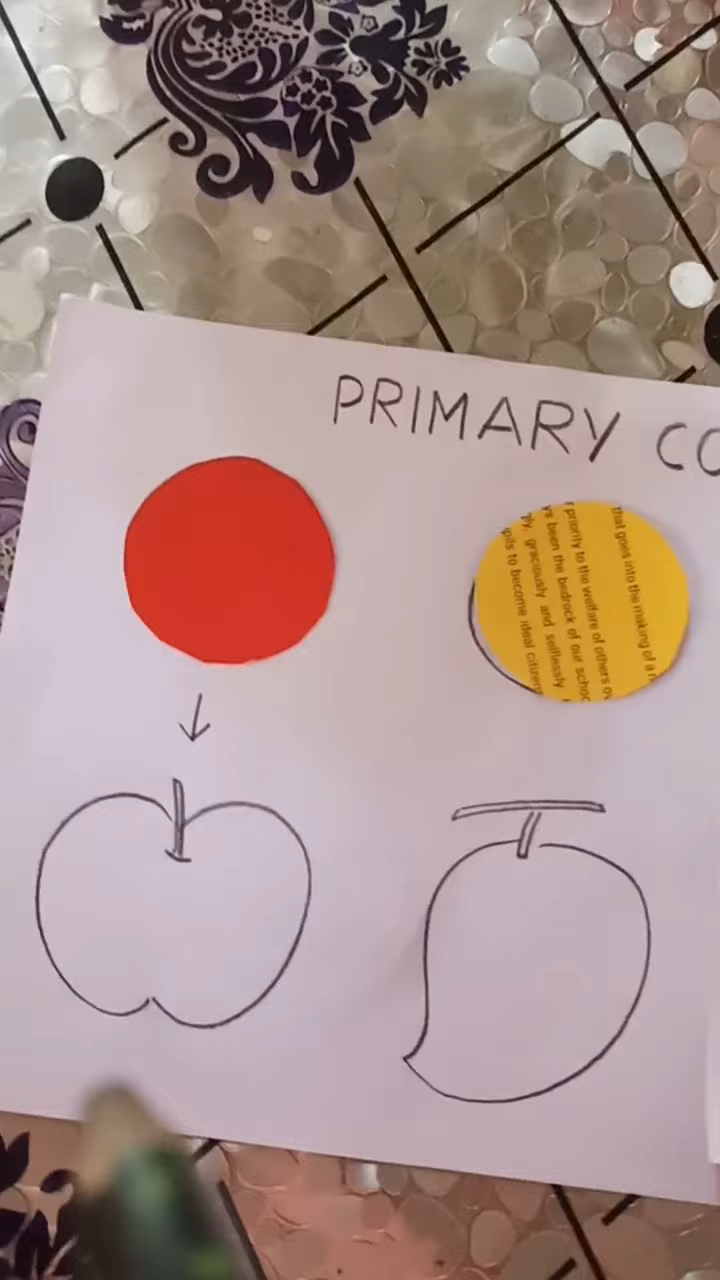 PRIMARY CO
that goes into the making of a
priority to the welfare of others
been the bedrock of our schoo
graciously and selflessly
to become ideal citizens